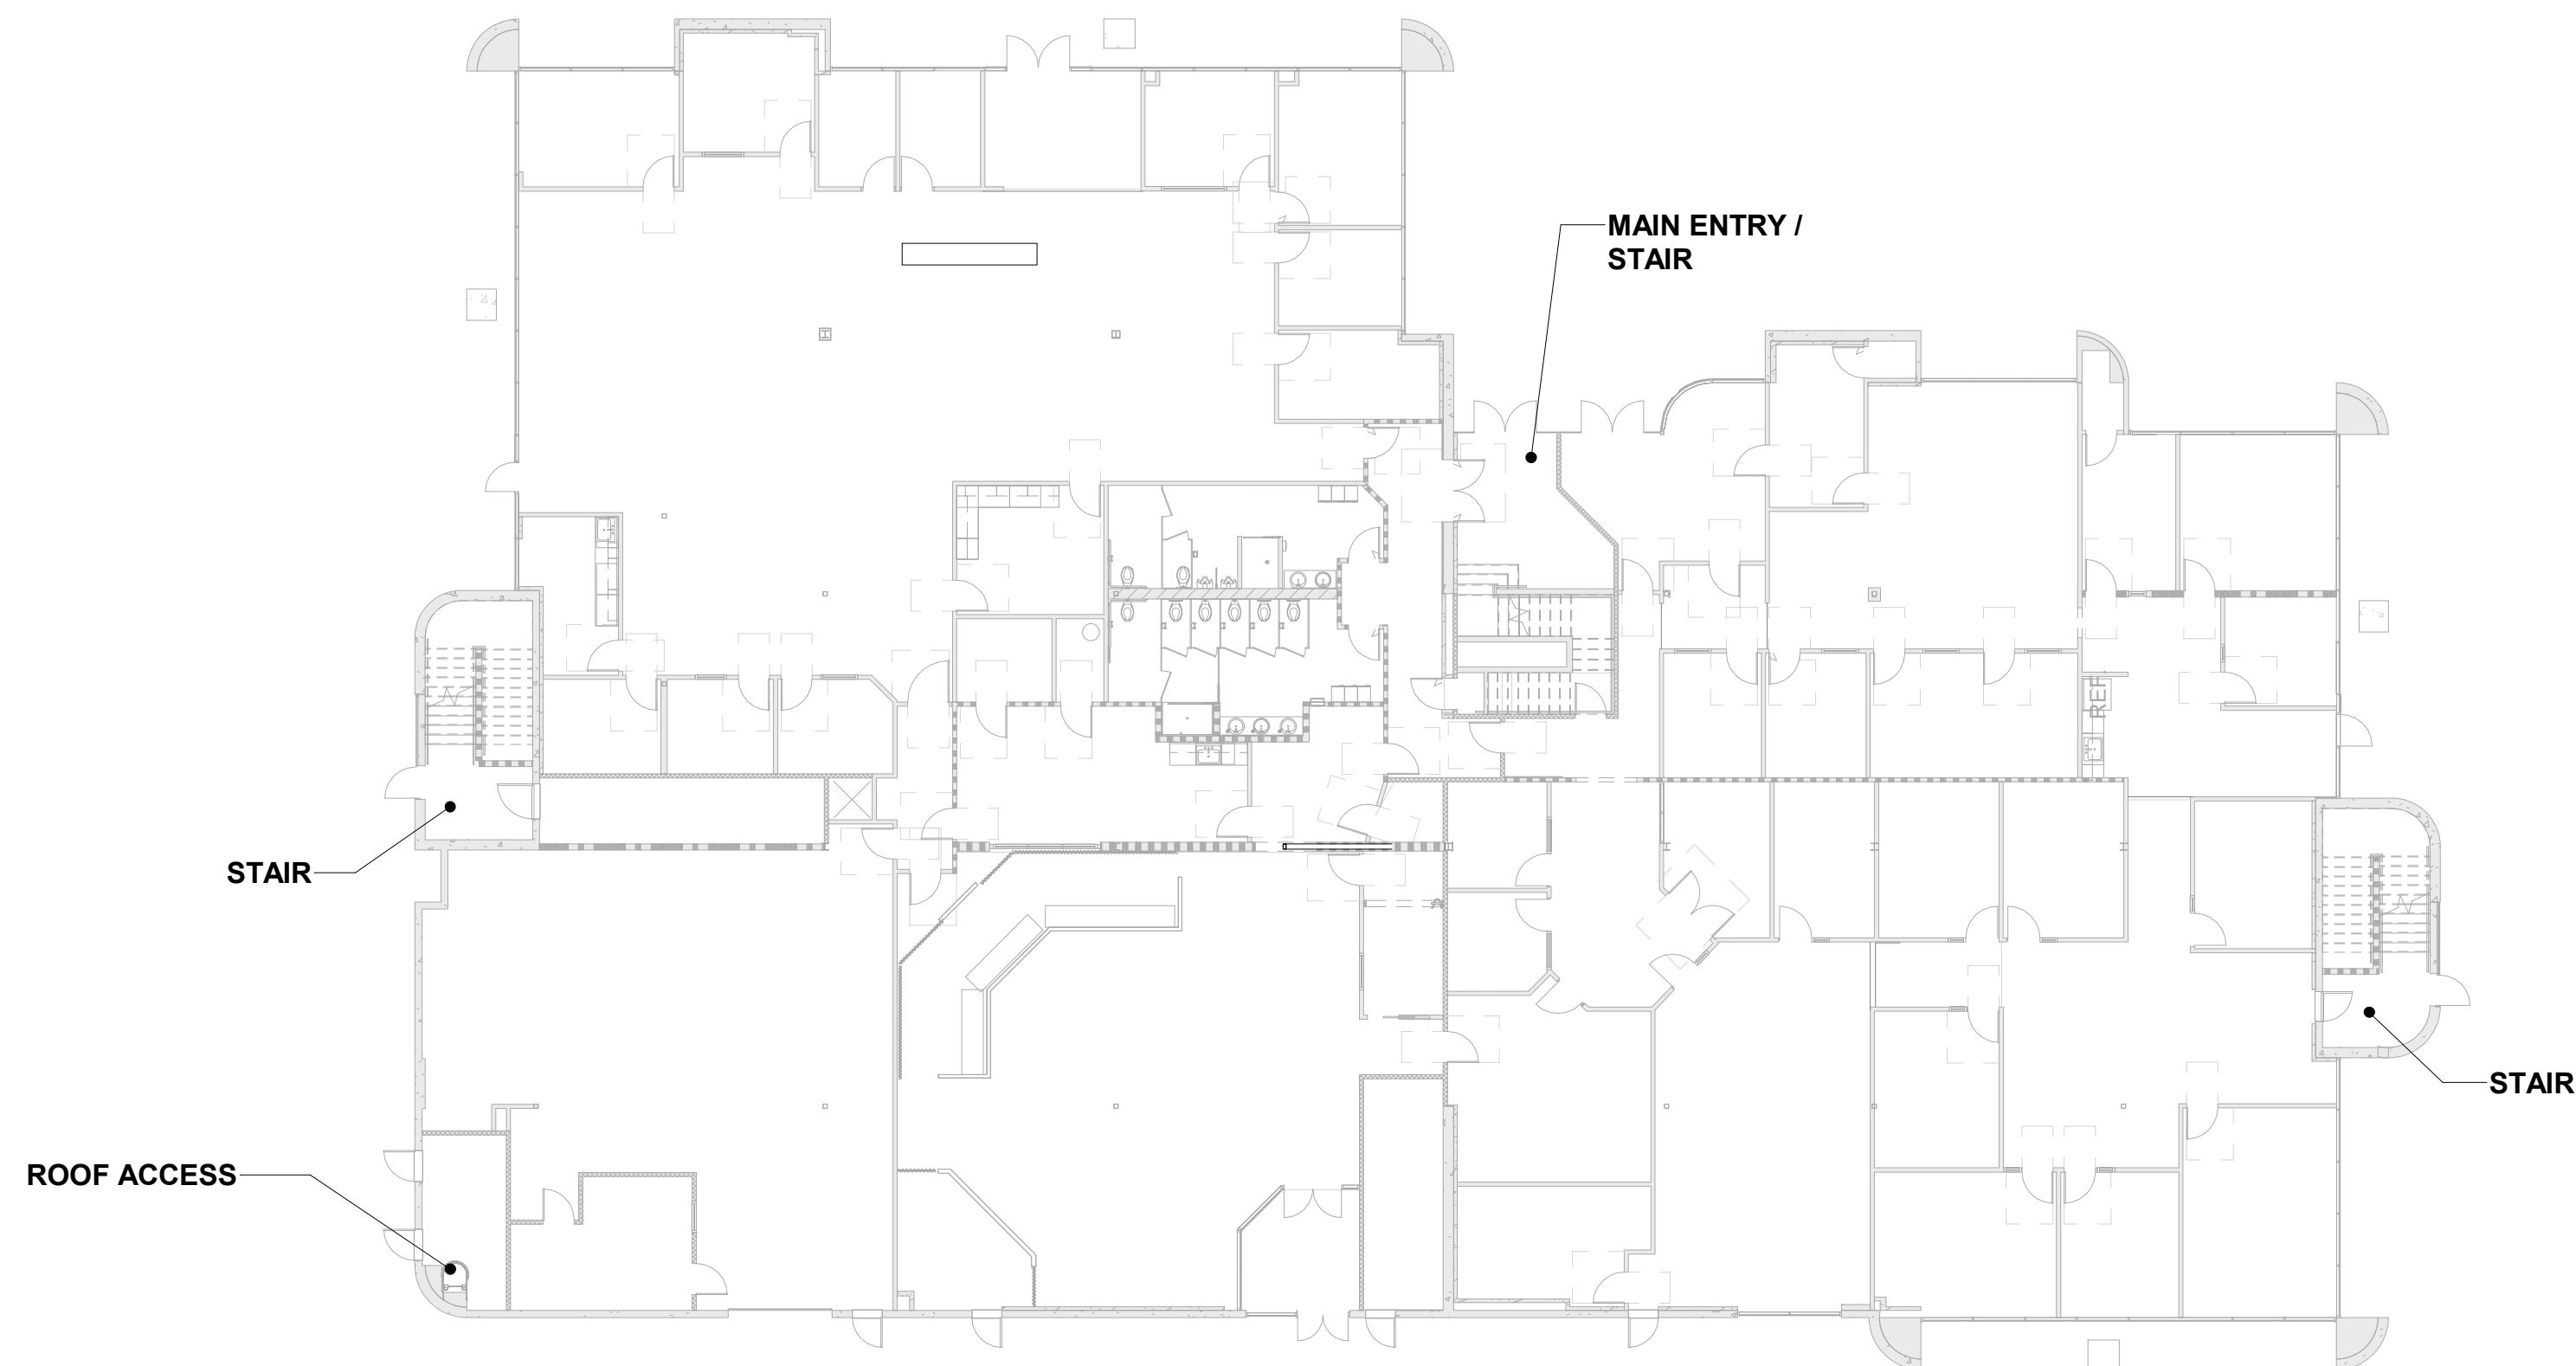 MAIN ENTRY /
STAIR
REF
STAIR
STAIR
ROOF ACCESS